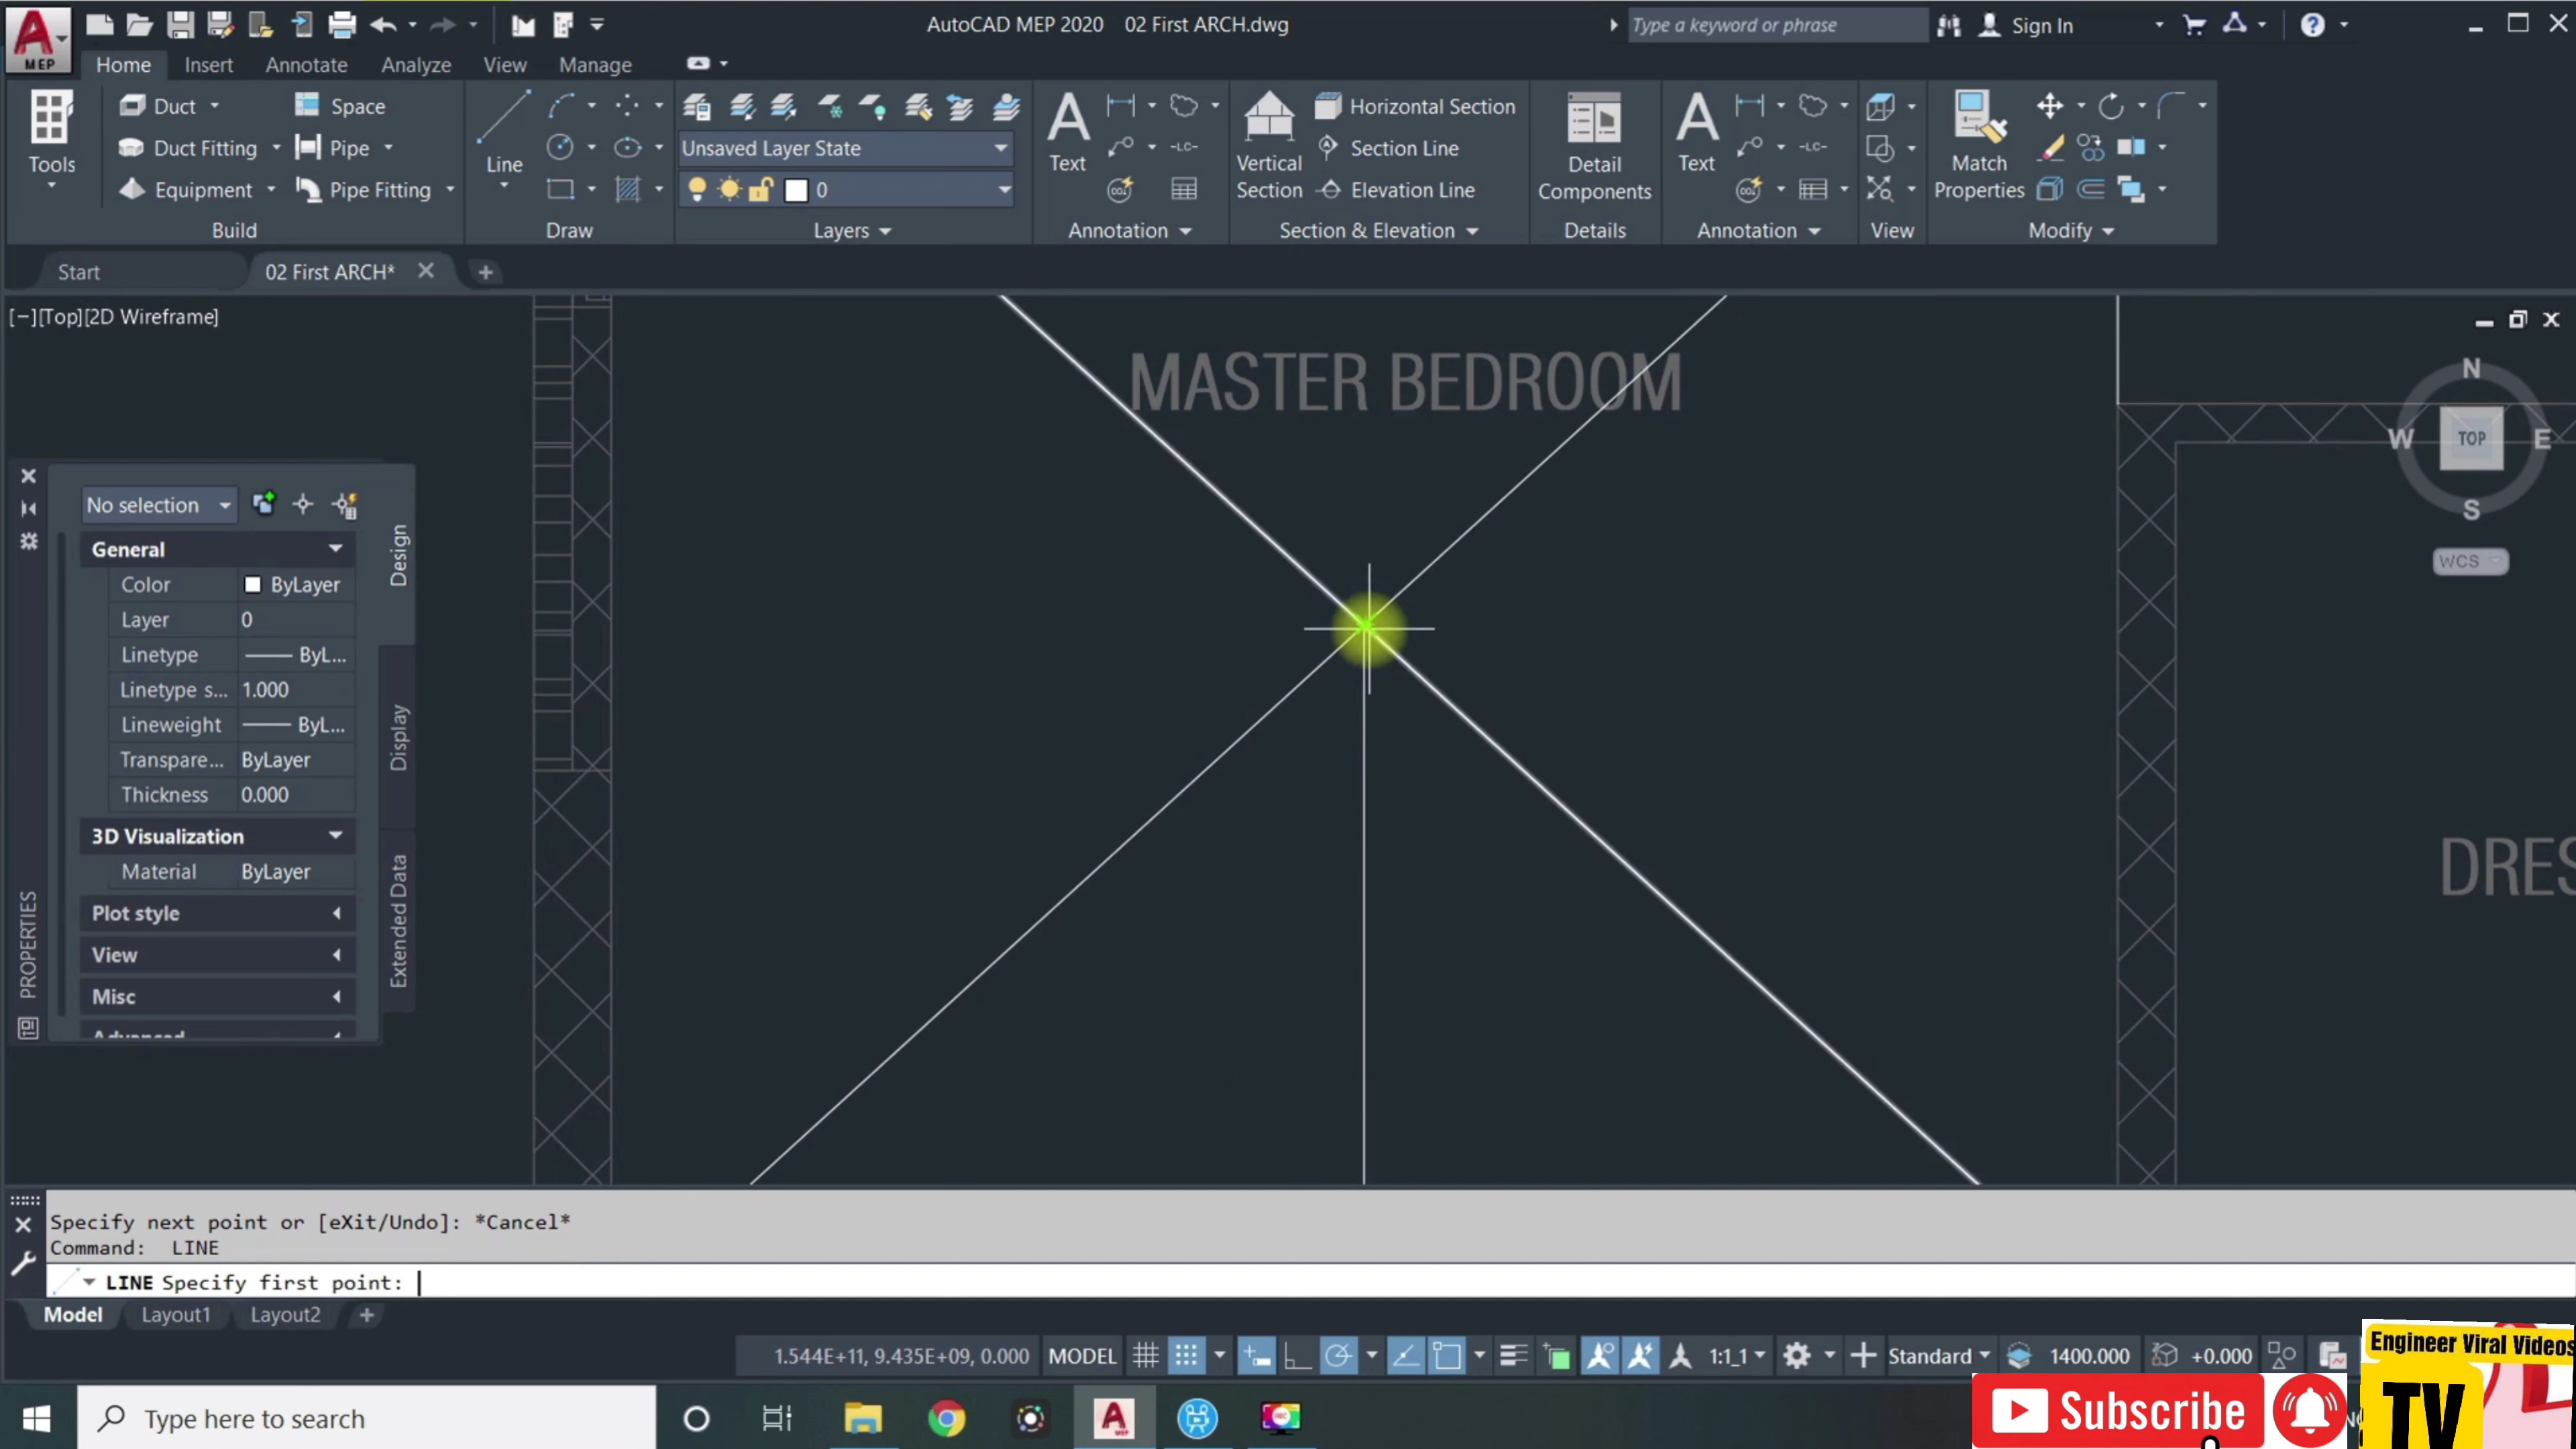 AutoCAD MEP 2020 02 First ARCH.dwg
Type a keyword or phrase
Sign In
MEP
Home Insert Annotate Analyze View Manage
Tools
Duct
Duct Fitting
Equipment
Space
Pipe
Pipe Fitting
Build
Line
Draw
Unsaved Layer State
0
Layers
Text
-LC-
Annotation
Vertical Section
Horizontal Section
Section Line
Elevation Line
Section & Elevation
Detail Components
Details
Text
-LC-
Annotation
View
Match Properties
Modify
Start
02 First ARCH*
[−][Top][2D Wireframe]
MASTER BEDROOM
N
W TOP E
S
WCS
DRES
No selection
General
Color ByLayer
Layer 0
Linetype ByL...
Linetype s... 1.000
Lineweight ByL...
Transpare... ByLayer
Thickness 0.000
3D Visualization
Material ByLayer
Plot style
View
Misc
Advanced
Design
Display
Extended Data
PROPERTIES
Specify next point or [eXit/Undo]: *Cancel*
Command: LINE
LINE Specify first point:
Model Layout1 Layout2
1.544E+11, 9.435E+09, 0.000 MODEL
1:1_1
Standard
1400.000
+0.000
Type here to search
Subscribe
Engineer Viral Videos
TV